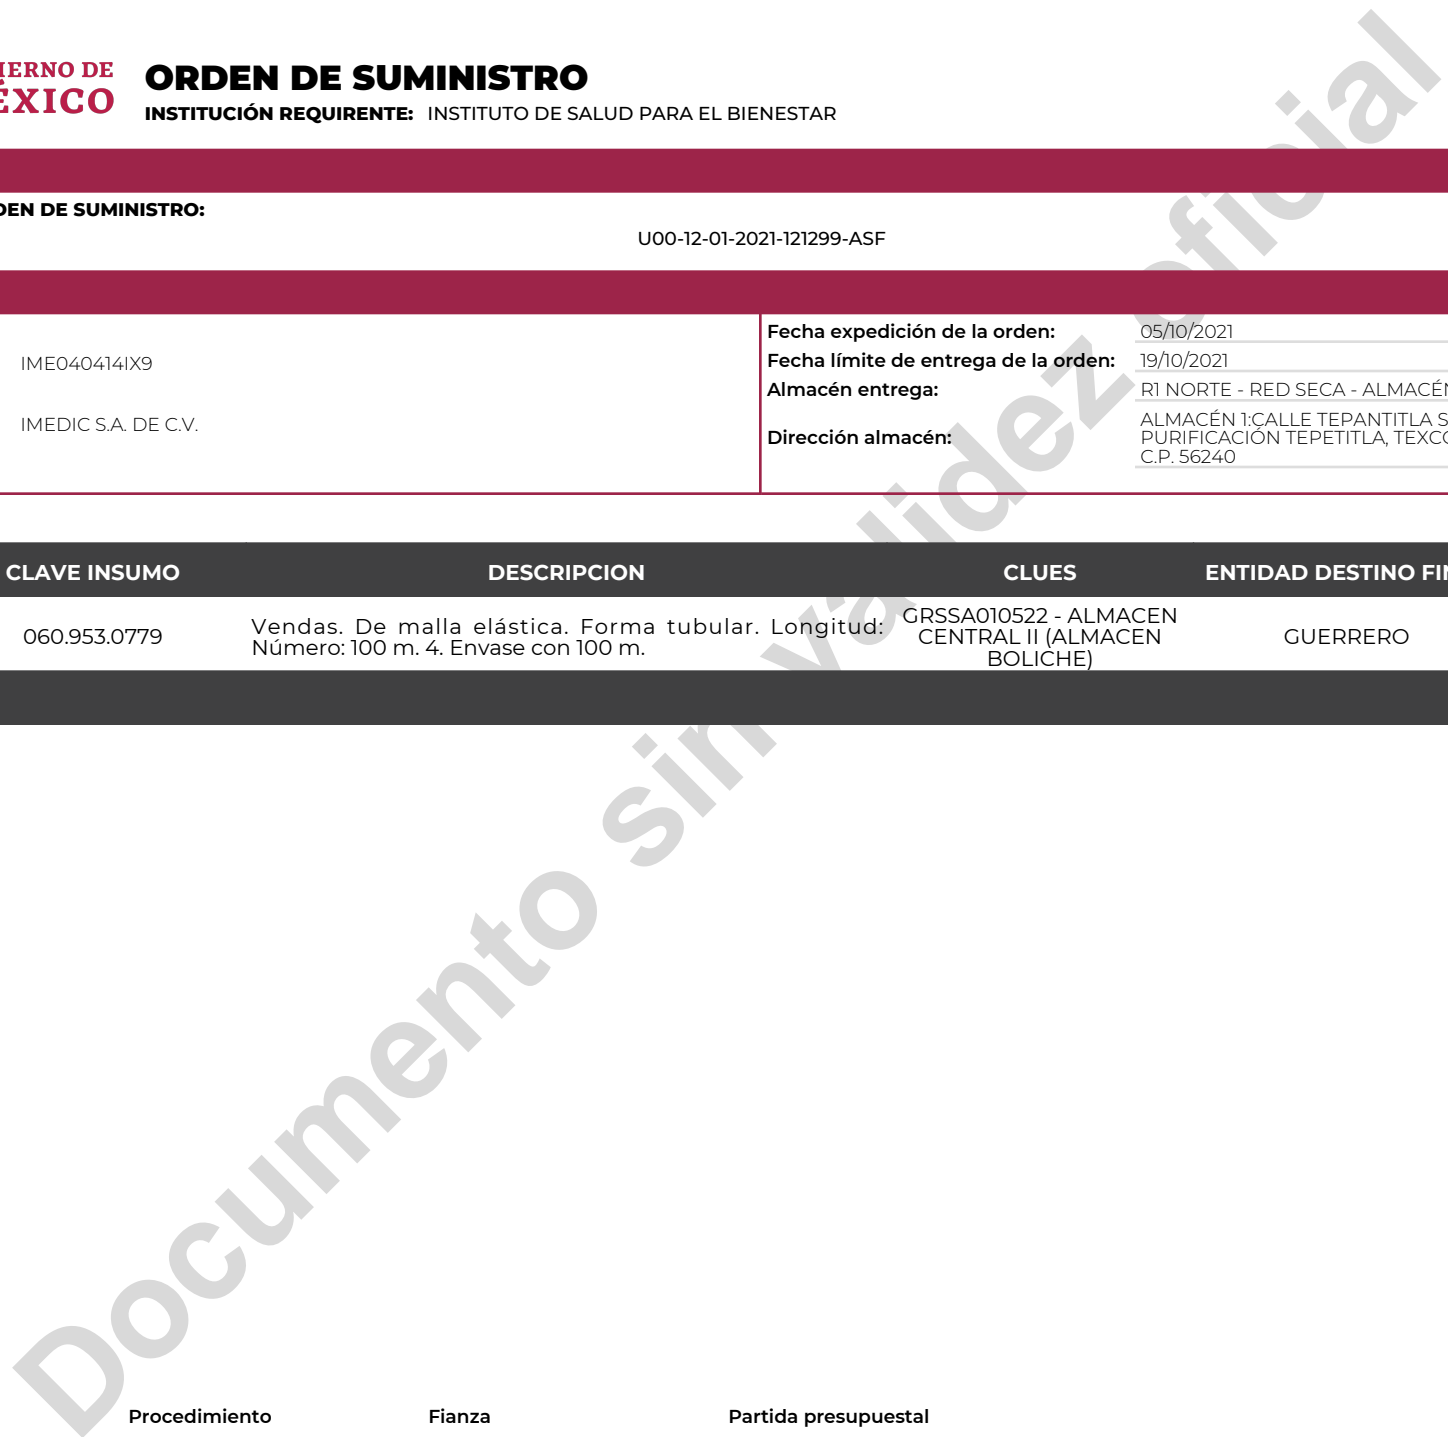 IERNO DE
ÉXICO
ORDEN DE SUMINISTRO
INSTITUCIÓN REQUIRENTE: INSTITUTO DE SALUD PARA EL BIENESTAR
DEN DE SUMINISTRO:
U00-12-01-2021-121299-ASF
IME040414IX9
IMEDIC S.A. DE C.V.
Fecha expedición de la orden: 05/10/2021
Fecha límite de entrega de la orden: 19/10/2021
Almacén entrega: R1 NORTE - RED SECA - ALMACÉN
Dirección almacén: ALMACÉN 1:CALLE TEPANTITLA S
PURIFICACIÓN TEPETITLA, TEXCO
C.P. 56240
CLAVE INSUMO DESCRIPCION CLUES ENTIDAD DESTINO FIN
060.953.0779
Vendas. De malla elástica. Forma tubular. Longitud:
Número: 100 m. 4. Envase con 100 m.
GRSSA010522 - ALMACEN
CENTRAL II (ALMACEN
BOLICHE)
GUERRERO
Documento sin validez oficial
Procedimiento Fianza Partida presupuestal